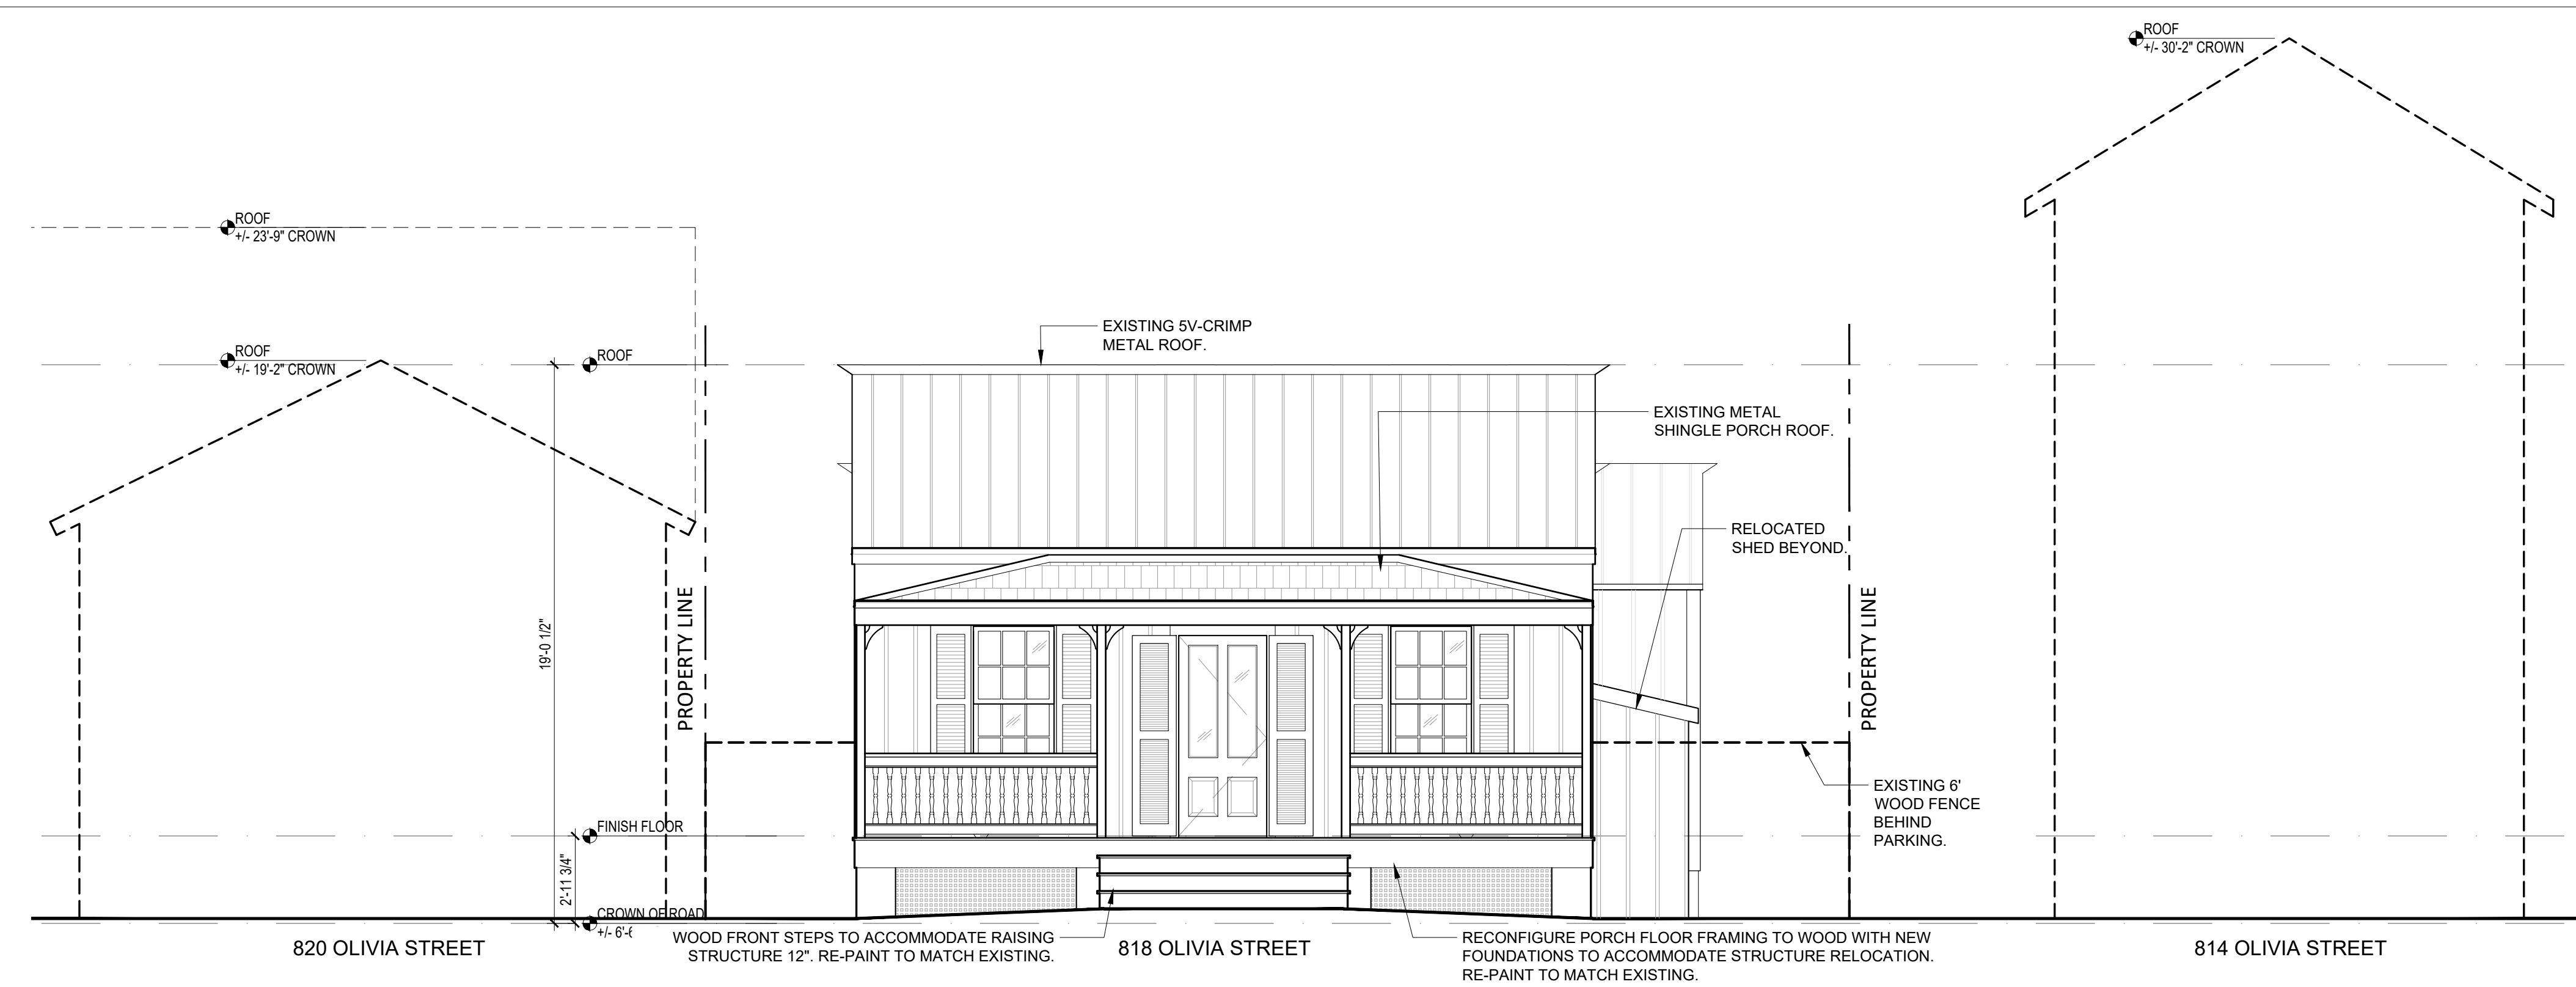 ROOF
+/- 30'-2" CROWN
ROOF
+/- 23'-9" CROWN
EXISTING 5V-CRIMP
METAL ROOF.
ROOF
+/- 19'-2" CROWN
ROOF
EXISTING METAL
SHINGLE PORCH ROOF.
RELOCATED
SHED BEYOND.
PROPERTY LINE
PROPERTY LINE
19'-0 1/2"
EXISTING 6'
WOOD FENCE
BEHIND
PARKING.
FINISH FLOOR
2'-11 3/4"
CROWN OF ROAD
+/- 6'-
WOOD FRONT STEPS TO ACCOMMODATE RAISING
STRUCTURE 12". RE-PAINT TO MATCH EXISTING.
RECONFIGURE PORCH FLOOR FRAMING TO WOOD WITH NEW
FOUNDATIONS TO ACCOMMODATE STRUCTURE RELOCATION.
RE-PAINT TO MATCH EXISTING.
820 OLIVIA STREET
818 OLIVIA STREET
814 OLIVIA STREET